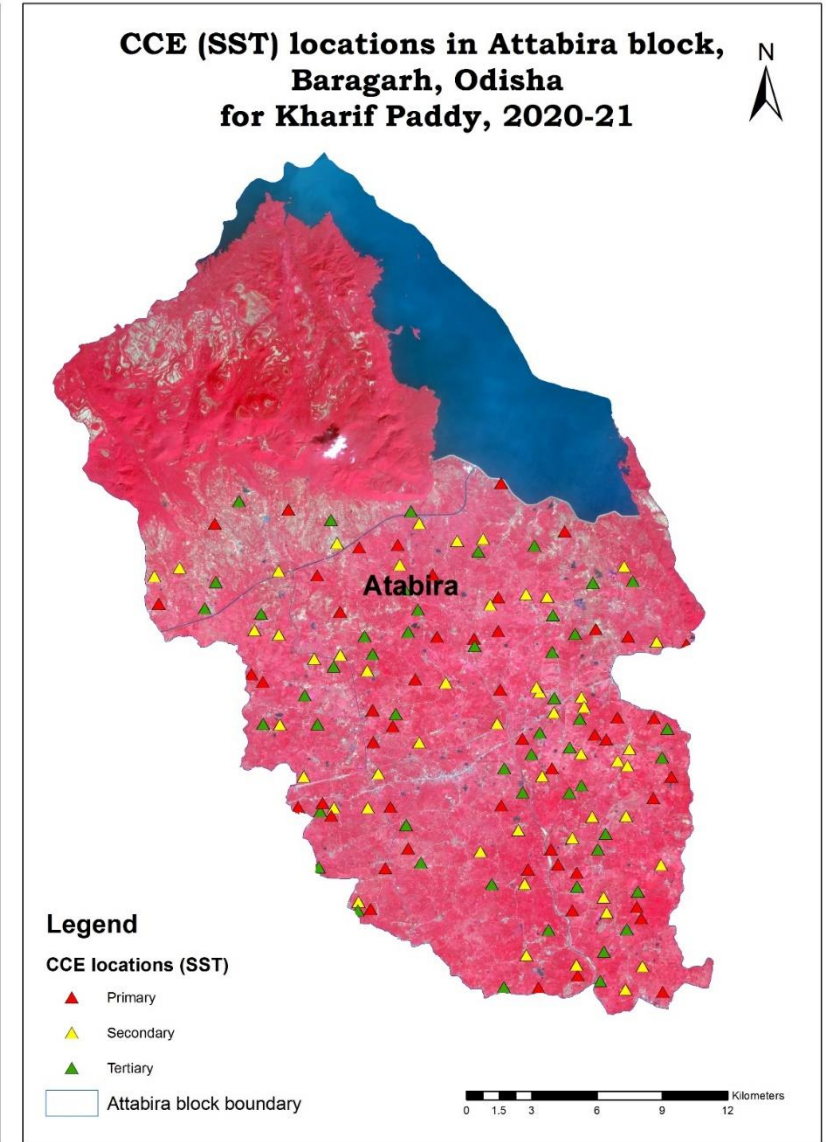 CCE (SST) locations in Attabira block,
Baragarh, Odisha
for Kharif Paddy, 2020-21
N
Atabira
Legend
CCE locations (SST)
Primary
Secondary
Tertiary
Attabira block boundary
Kilometers
0 1.5 3 6 9 12